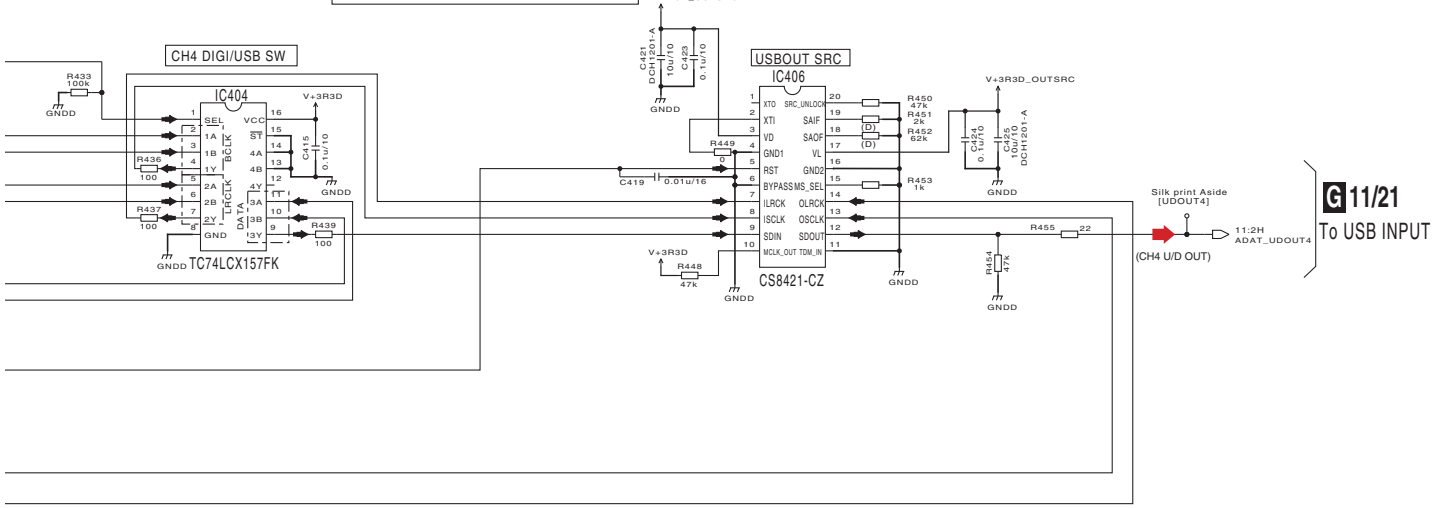 CH4 DIGI/USB SW
R433
100k
GNDD
IC404
V+3R3D
1
SEL
VCC
16
2
1A
ST
15
3
1B
4A
14
4
1Y
4B
13
5
2A
4Y
12
6
2B
3A
11
7
2Y
3B
10
8
GND
3Y
9
BCLK
LRCLK
DATA
R436
100
R437
100
R439
100
C415
0.1u/10
GNDD
GNDD
TC74LCX157FK
C421
DCH1201-A
10u/10
C423
0.1u/10
GNDD
USBOUT SRC
IC406
1
XTO
SRC_UNLOCK
20
2
XTI
SAIF
19
3
VD
SAOF
18
4
GND1
VL
17
5
RST
GND2
16
6
BYPASS
MS_SEL
15
7
ILRCK
OLRCK
14
8
ISCLK
OSCLK
13
9
SDIN
SDOUT
12
10
MCLK_OUT
TDM_IN
11
CS8421-CZ
R449
0
C419
0.01u/16
V+3R3D
R448
47k
GNDD
R450
47k
R451
2k
(D)
R452
62k
(D)
R453
1k
GNDD
V+3R3D_OUTSRC
C424
0.1u/10
C425
10u/10
DCH1201-A
GNDD
R454
47k
GNDD
R455
22
Silk print Aside
[UDOUT4]
(CH4 U/D OUT)
11:2H
ADAT_UDOUT4
G 11/21
To USB INPUT